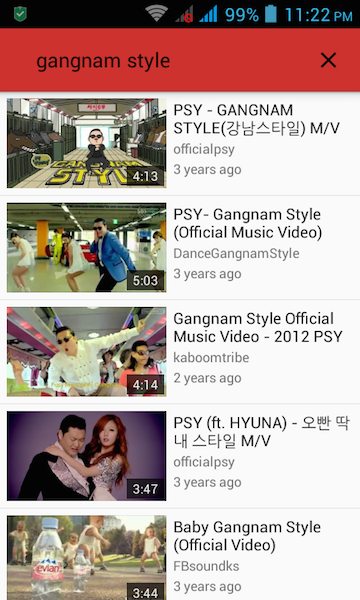 99% 11:22 PM
gangnam style
PSY - GANGNAM
STYLE(강남스타일) M/V
officialpsy
3 years ago
GANGNAM
STYLE
4:13
PSY- Gangnam Style
(Official Music Video)
DanceGangnamStyle
3 years ago
5:03
Gangnam Style Official
Music Video - 2012 PSY
kaboomtribe
2 years ago
4:14
PSY (ft. HYUNA) - 오빤 딱
내 스타일 M/V
officialpsy
3 years ago
3:47
Baby Gangnam Style
(Official Video)
FBsoundks
3 years ago
evian
3:44